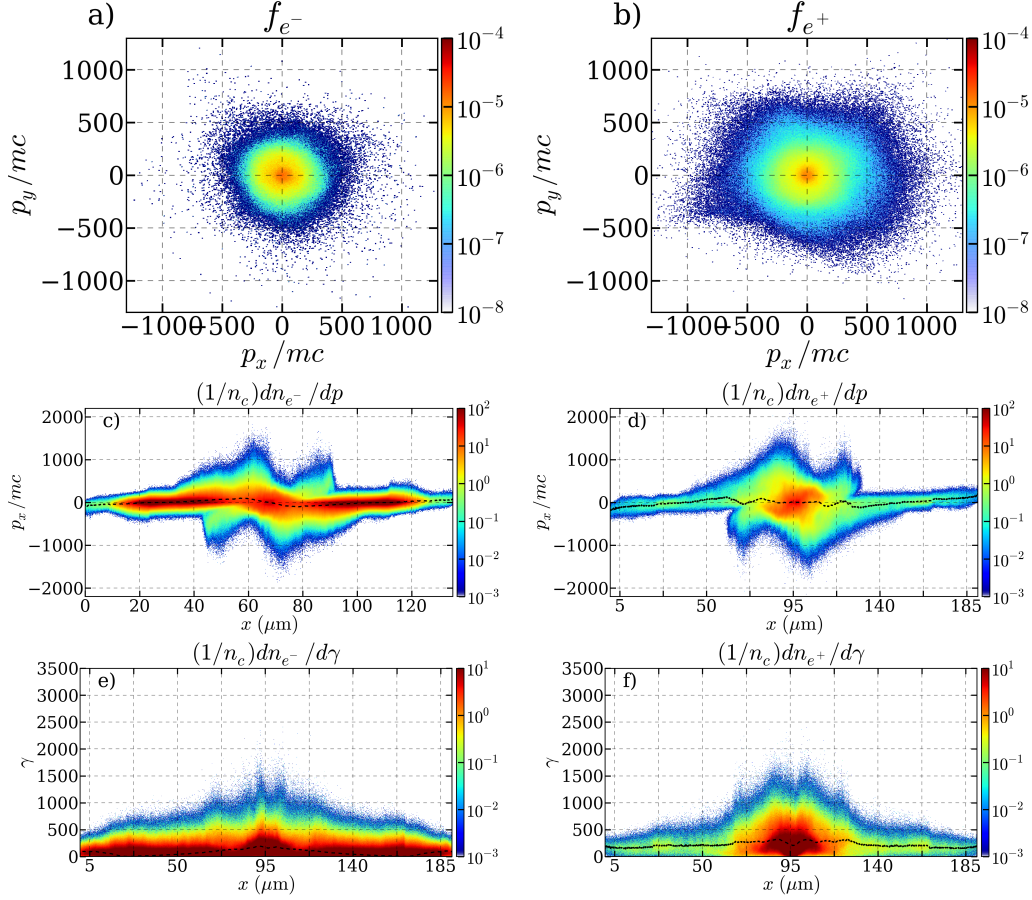 a) f_{e^-}
1000
500
0
−500
−1000
p_y/mc
−1000 −500 0 500 1000
p_x/mc
10^{-4}
10^{-5}
10^{-6}
10^{-7}
10^{-8}
b) f_{e^+}
1000
500
0
−500
−1000
p_y/mc
−1000 −500 0 500 1000
p_x/mc
10^{-4}
10^{-5}
10^{-6}
10^{-7}
10^{-8}
(1/n_c)dn_{e^-}/dp
c)
2000
1000
0
−1000
−2000
p_x/mc
0 20 40 60 80 100 120
x (μm)
10^2
10^1
10^0
10^{-1}
10^{-2}
10^{-3}
(1/n_c)dn_{e^+}/dp
d)
2000
1000
0
−1000
−2000
p_x/mc
5 50 95 140 185
x (μm)
10^2
10^1
10^0
10^{-1}
10^{-2}
10^{-3}
(1/n_c)dn_{e^-}/dγ
e)
3500
3000
2500
2000
1500
1000
500
0
γ
5 50 95 140 185
x (μm)
10^1
10^0
10^{-1}
10^{-2}
10^{-3}
(1/n_c)dn_{e^+}/dγ
f)
3500
3000
2500
2000
1500
1000
500
0
γ
5 50 95 140 185
x (μm)
10^1
10^0
10^{-1}
10^{-2}
10^{-3}